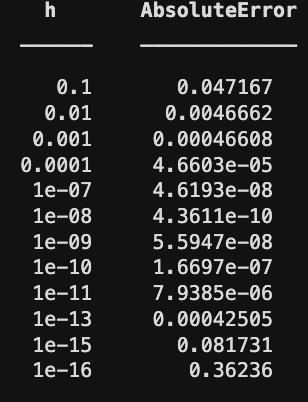 h AbsoluteError
0.1 0.047167
0.01 0.0046662
0.001 0.00046608
0.0001 4.6603e-05
1e-07 4.6193e-08
1e-08 4.3611e-10
1e-09 5.5947e-08
1e-10 1.6697e-07
1e-11 7.9385e-06
1e-13 0.00042505
1e-15 0.081731
1e-16 0.36236